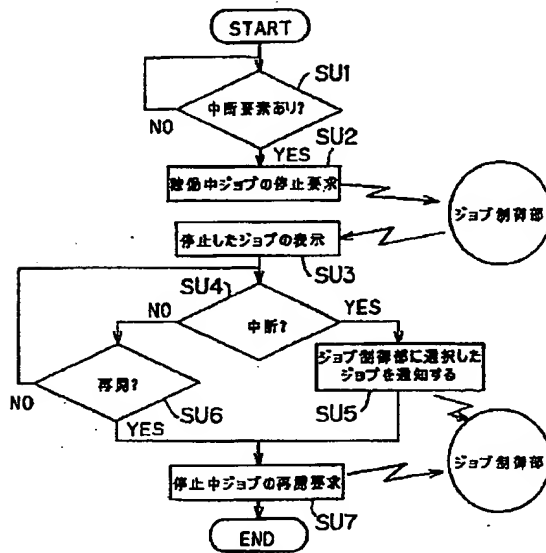 START
SU1
中断要素あり?
NO
YES
SU2
稼働中ジョブの停止要求
ジョブ制御部
停止したジョブの表示
SU3
SU4
NO
YES
中断?
ジョブ制御部に選択した
ジョブを通知する
再開?
NO
SU6
SU5
YES
ジョブ制御部
停止中ジョブの再開要求
SU7
END